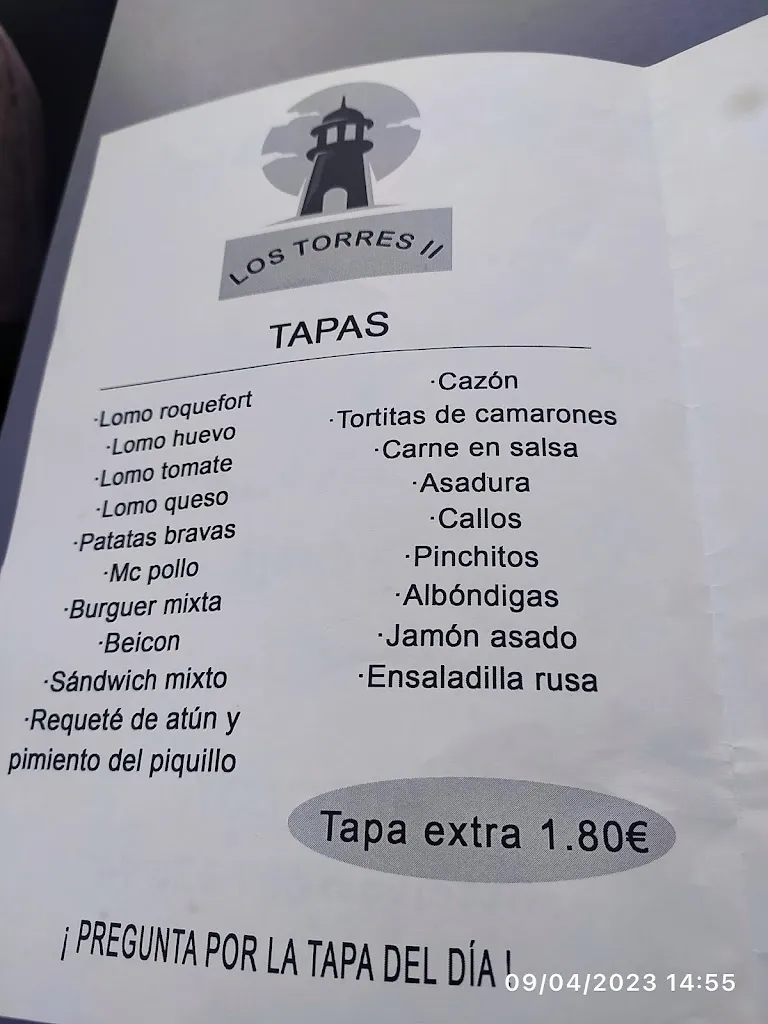 LOS TORRES II
TAPAS
·Lomo roquefort
·Lomo huevo
·Lomo tomate
·Lomo queso
·Patatas bravas
·Mc pollo
·Burguer mixta
·Beicon
·Sándwich mixto
·Requeté de atún y
pimiento del piquillo
·Cazón
·Tortitas de camarones
·Carne en salsa
·Asadura
·Callos
·Pinchitos
·Albóndigas
·Jamón asado
·Ensaladilla rusa
Tapa extra 1.80€
¡ PREGUNTA POR LA TAPA DEL DÍA !
09/04/2023 14:55